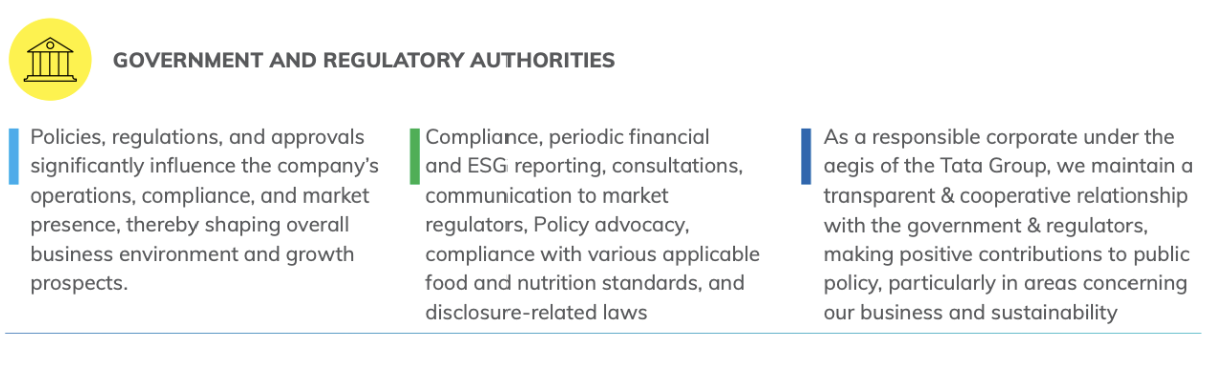 GOVERNMENT AND REGULATORY AUTHORITIES
Policies, regulations, and approvals
significantly influence the company's
operations, compliance, and market
presence, thereby shaping overall
business environment and growth
prospects.
Compliance, periodic financial
and ESG reporting, consultations,
communication to market
regulators, Policy advocacy,
compliance with various applicable
food and nutrition standards, and
disclosure-related laws
As a responsible corporate under the
aegis of the Tata Group, we maintain a
transparent & cooperative relationship
with the government & regulators,
making positive contributions to public
policy, particularly in areas concerning
our business and sustainability